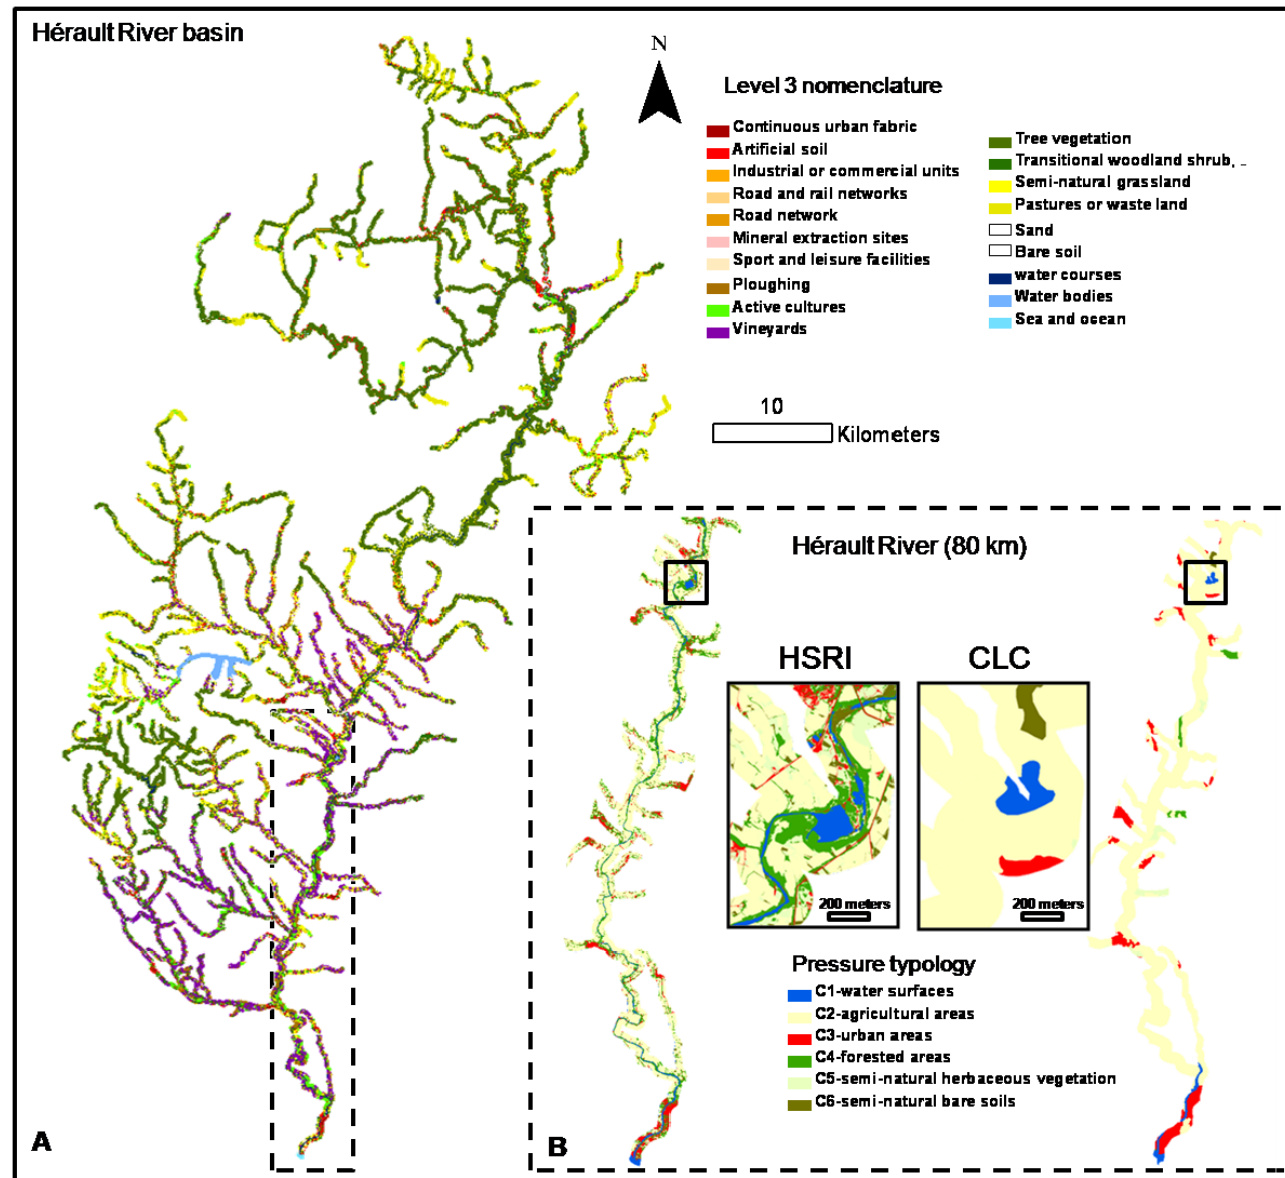 Hérault River basin
N
Level 3 nomenclature
Continuous urban fabric
Artificial soil
Industrial or commercial units
Road and rail networks
Road network
Mineral extraction sites
Sport and leisure facilities
Ploughing
Active cultures
Vineyards
Tree vegetation
Transitional woodland shrub, _
Semi-natural grassland
Pastures or waste land
Sand
Bare soil
water courses
Water bodies
Sea and ocean
10
Kilometers
Hérault River (80 km)
HSRI
CLC
200 meters
200 meters
Pressure typology
C1-water surfaces
C2-agricultural areas
C3-urban areas
C4-forested areas
C5-semi-natural herbaceous vegetation
C6-semi-natural bare soils
A
B